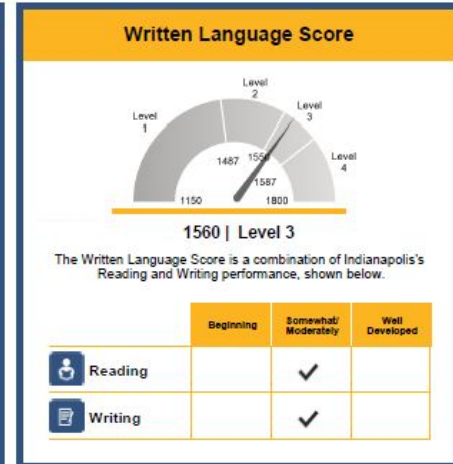 Written Language Score
Level
2
Level
1
Level
3
Level
4
1487
1550
1587
1150
1800
1560 | Level 3
The Written Language Score is a combination of Indianapolis's
Reading and Writing performance, shown below.
Beginning
Somewhat/
Moderately
Well
Developed
Reading
Writing